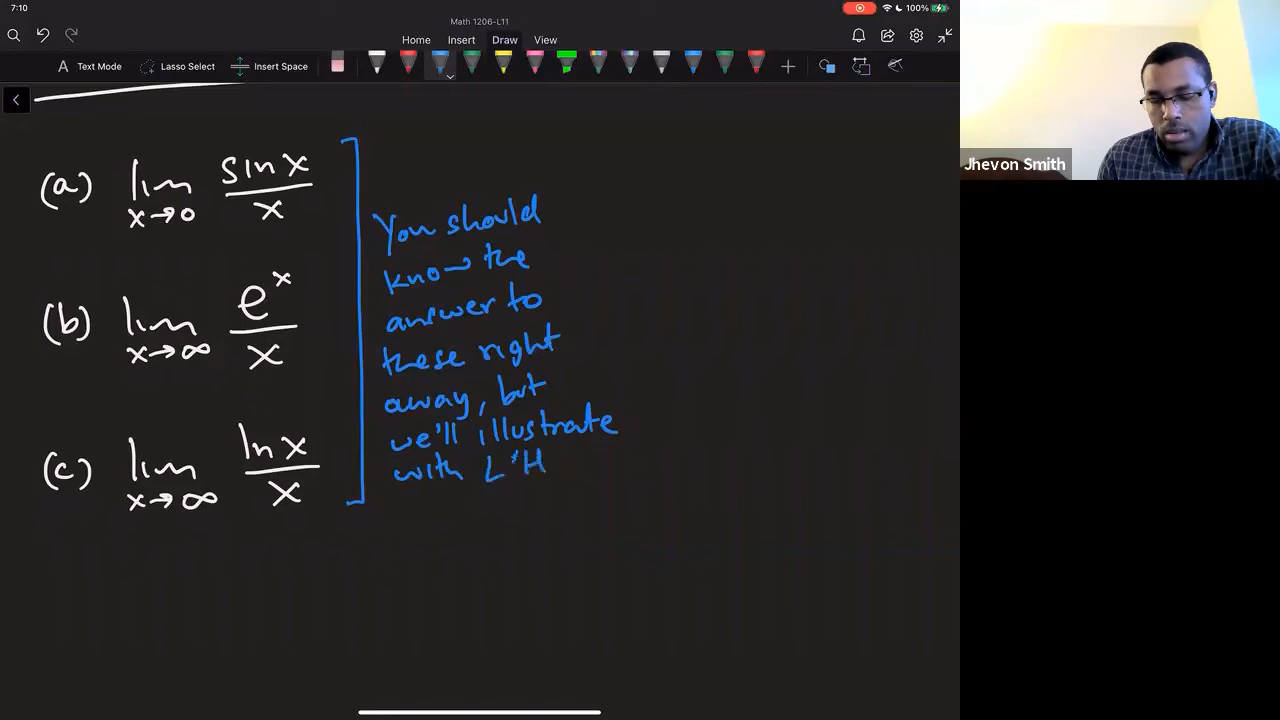 7:10
100%
Math 1206-L11
Home Insert Draw View
Text Mode Lasso Select Insert Space
Jhevon Smith
(a) lim x→0 sin x / x
(b) lim x→∞ e^x / x
(c) lim x→∞ ln x / x
You should
know the
answer to
these right
away, but
we'll illustrate
with L'H